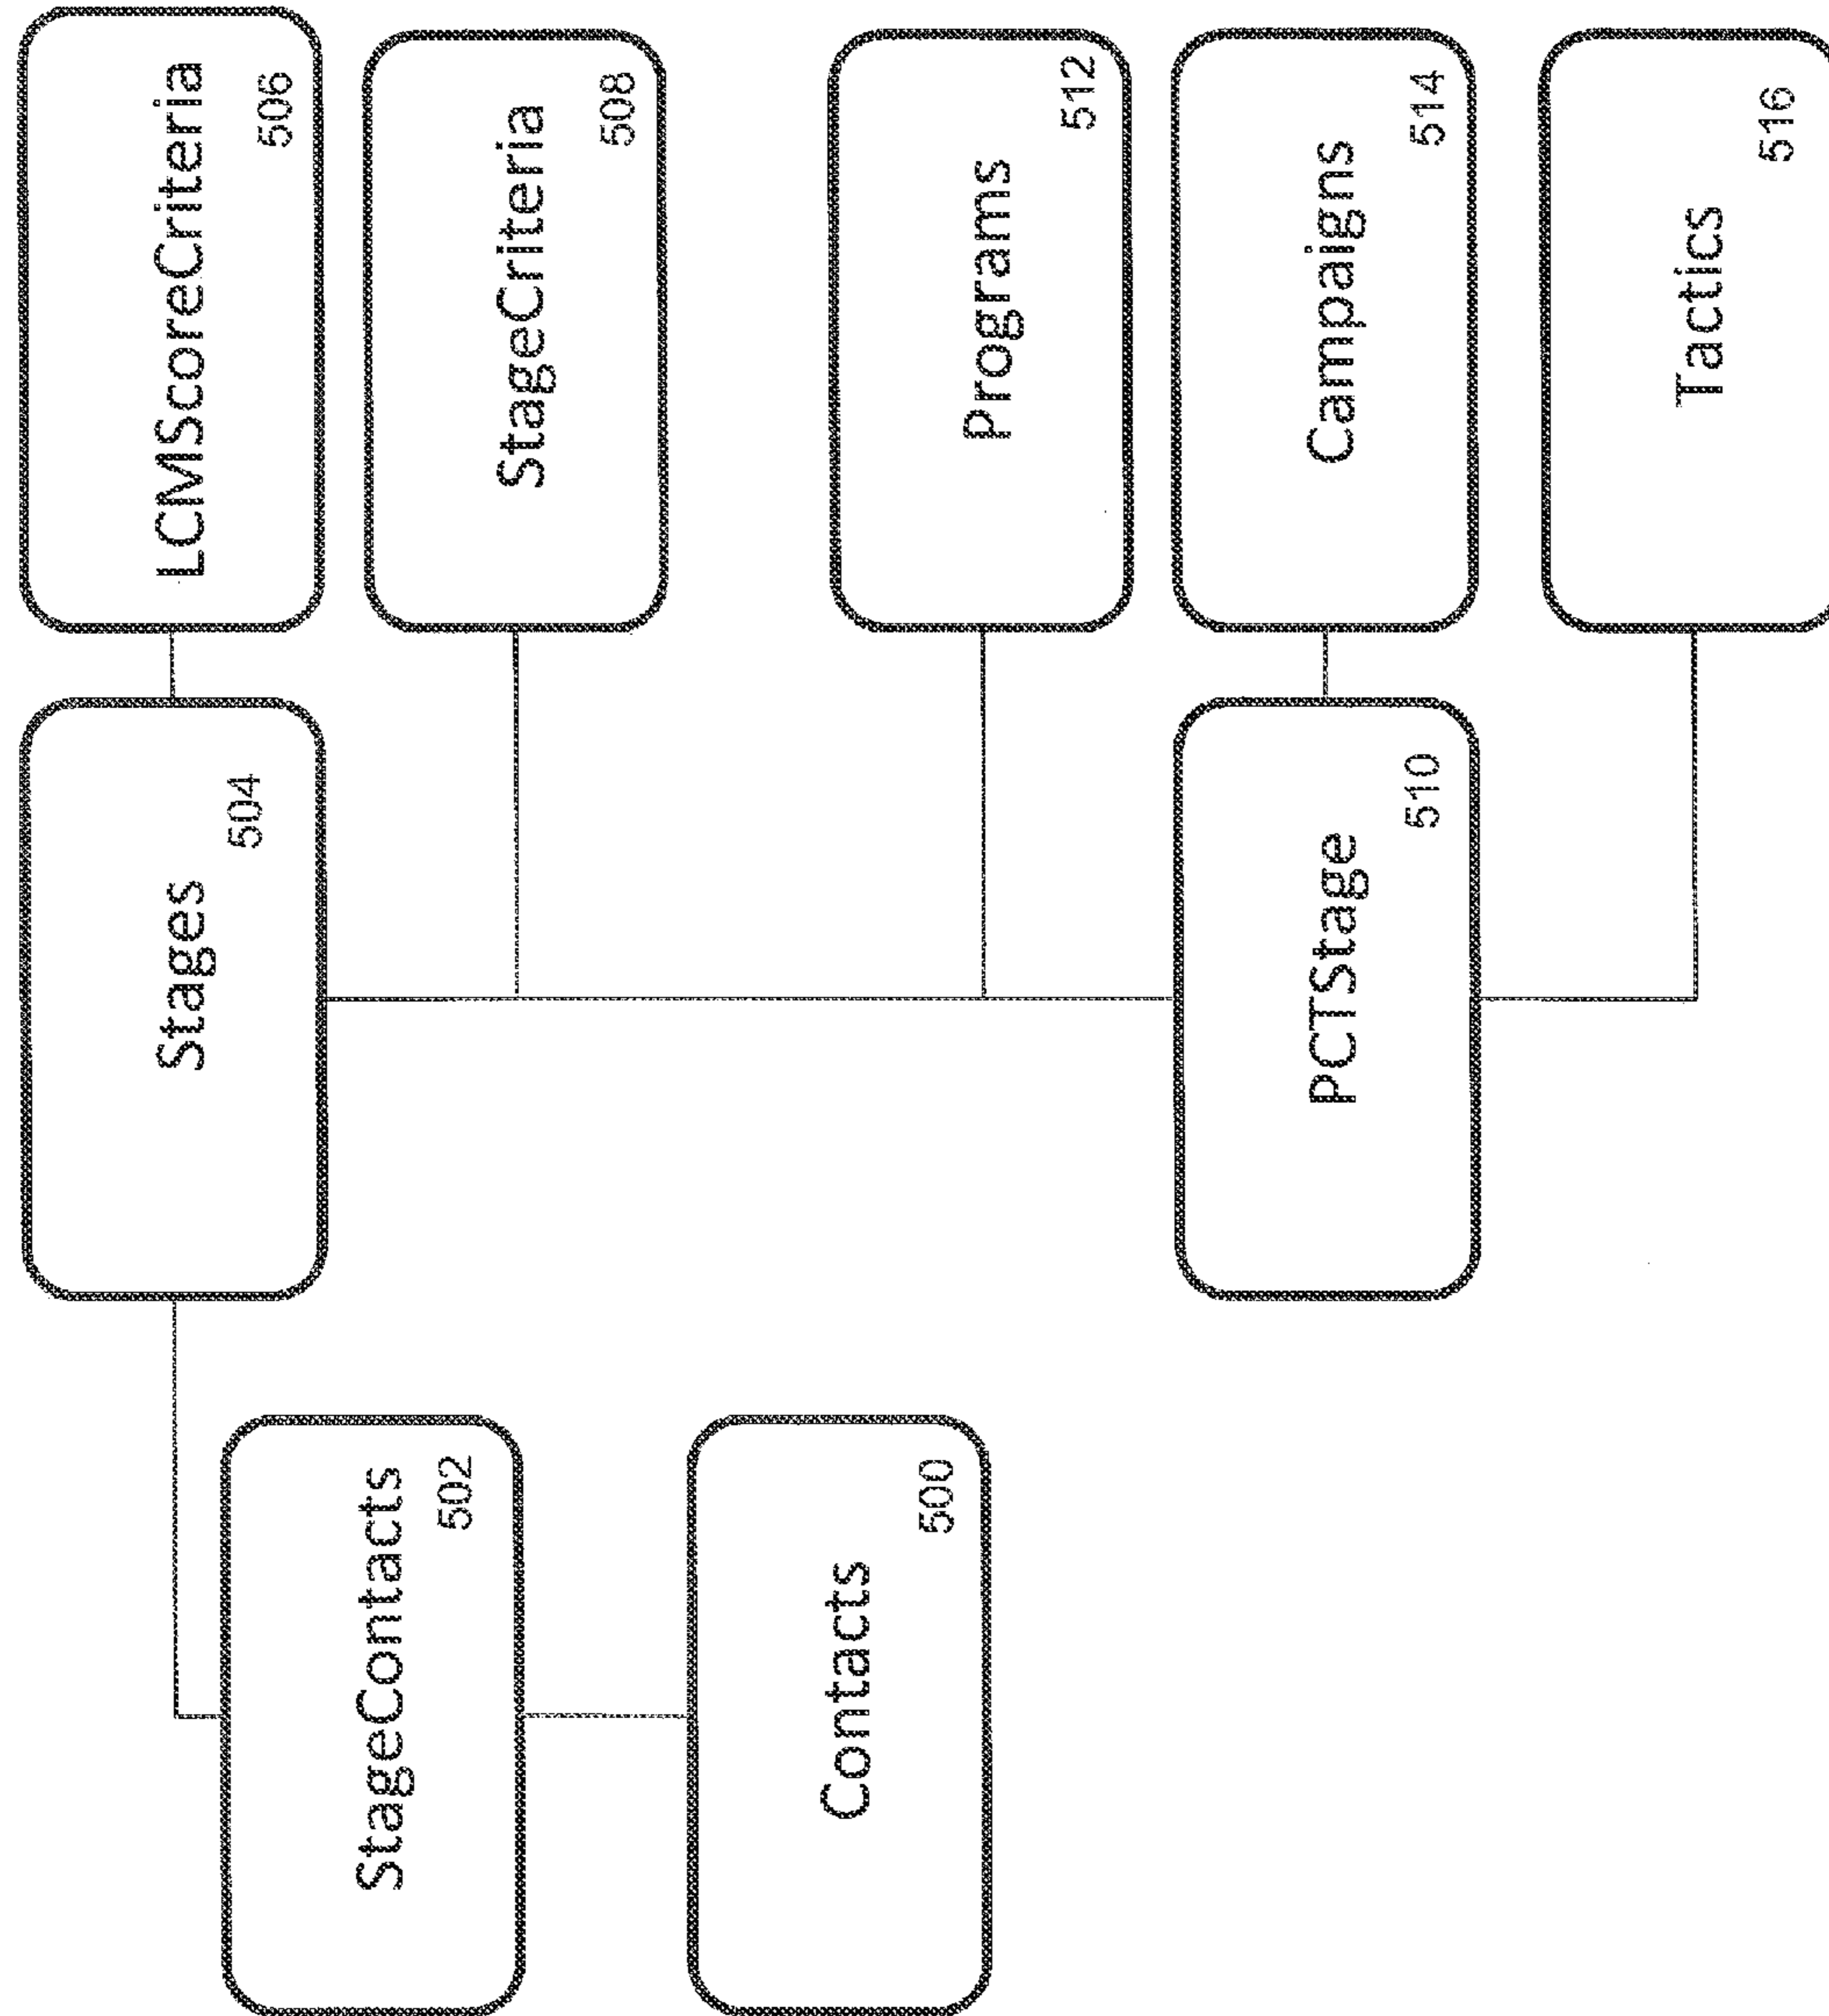 StageContacts
502
Contacts
500
Stages
504
PCTStage
510
LCMScoreCriteria
506
StageCriteria
508
Programs
512
Campaigns
514
Tactics
516